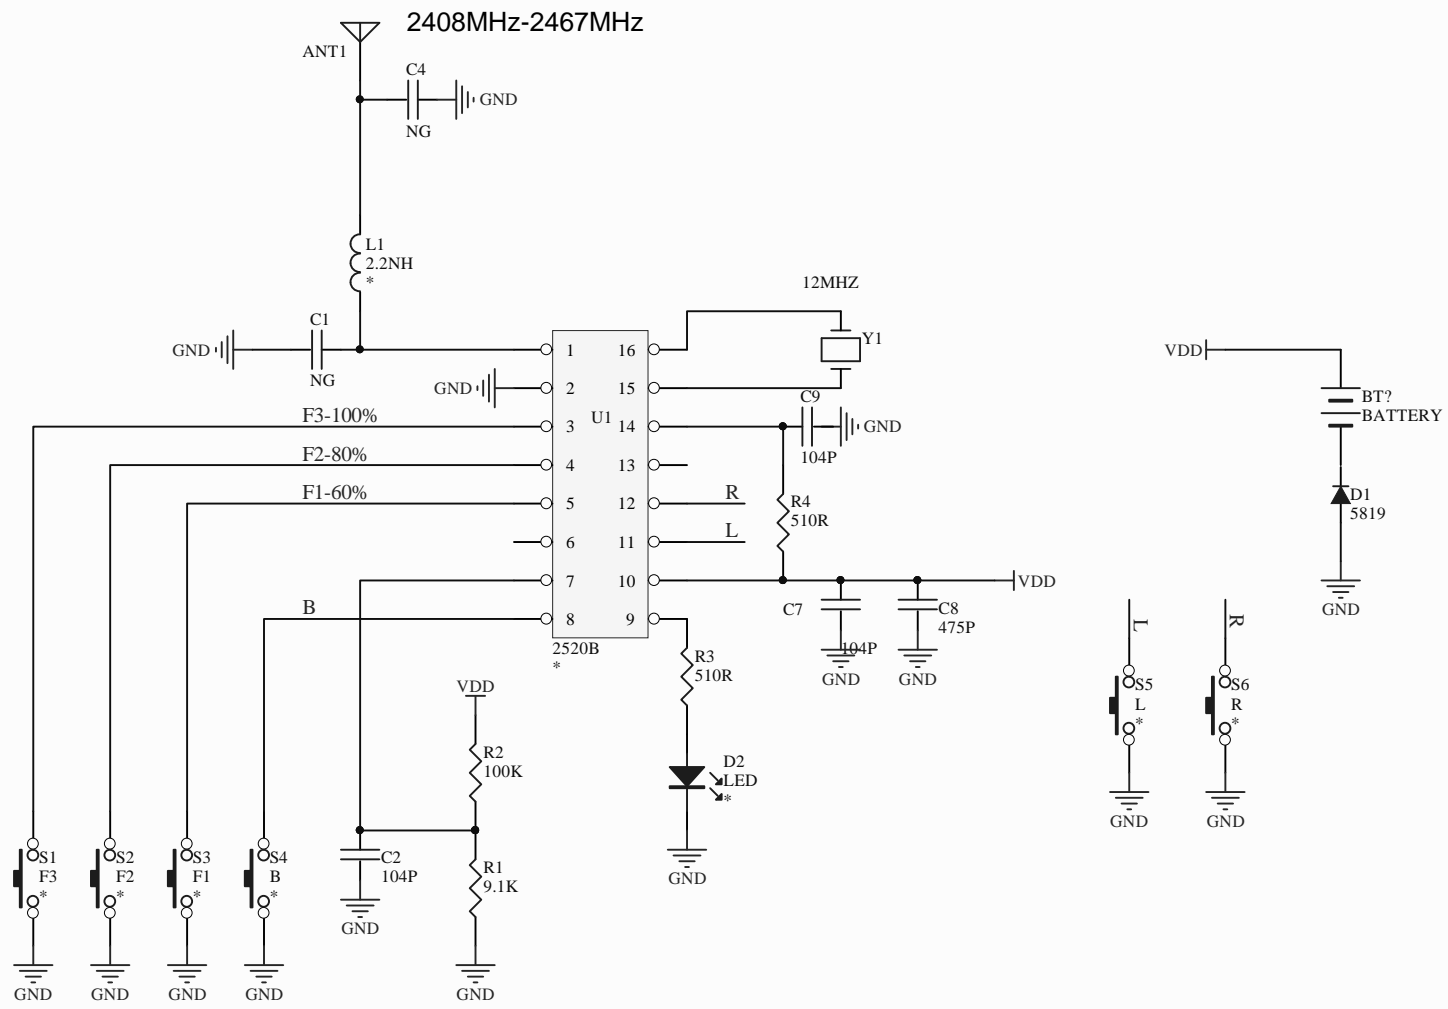 2408MHz-2467MHz
ANT1
C4
GND
NG
L1
2.2NH
*
12MHZ
C1
GND
NG
Y1
VDD
1
16
GND
2
15
C9
BT?
BATTERY
F3-100%
3
U1
14
GND
104P
F2-80%
4
13
F1-60%
5
12
R
R4
510R
D1
5819
6
11
L
7
10
VDD
GND
B
8
9
C7
104P
C8
475P
GND
GND
L
R
2520B
*
R3
510R
VDD
S5
L
*
S6
R
*
R2
100K
D2
LED
*
GND
GND
S1
F3
*
S2
F2
*
S3
F1
*
S4
B
*
C2
104P
R1
9.1K
GND
GND
GND
GND
GND
GND
GND